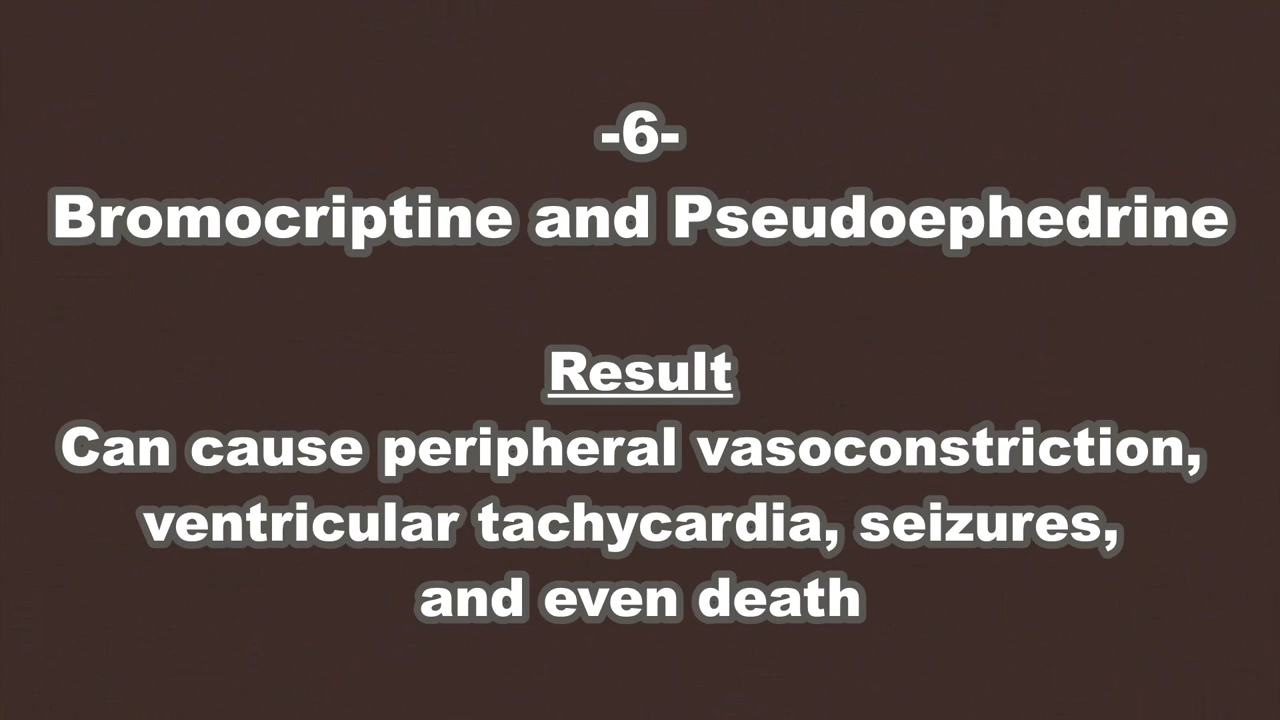 -6-
Bromocriptine and Pseudoephedrine
Result
Can cause peripheral vasoconstriction,
ventricular tachycardia, seizures,
and even death